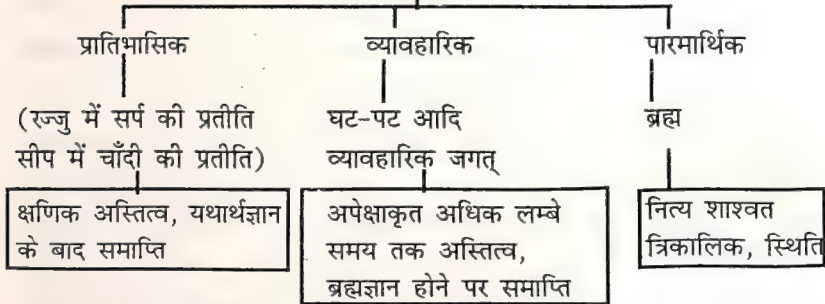 प्रातिभासिक
व्यावहारिक
पारमार्थिक
(रज्जु में सर्प की प्रतीति
सीप में चाँदी की प्रतीति)
घट-पट आदि
व्यावहारिक जगत्
ब्रह्म
क्षणिक अस्तित्व, यथार्थज्ञान
के बाद समाप्ति
अपेक्षाकृत अधिक लम्बे
समय तक अस्तित्व,
ब्रह्मज्ञान होने पर समाप्ति
नित्य शाश्वत
त्रिकालिक, स्थिति